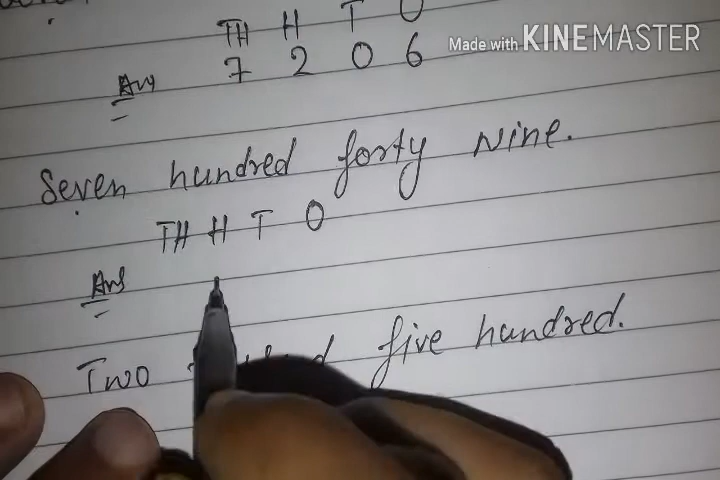 TH H T O
Made with KINEMASTER
Ans 7 2 0 6
Seven hundred forty Nine.
TH H T O
Ans
Two five hundred.